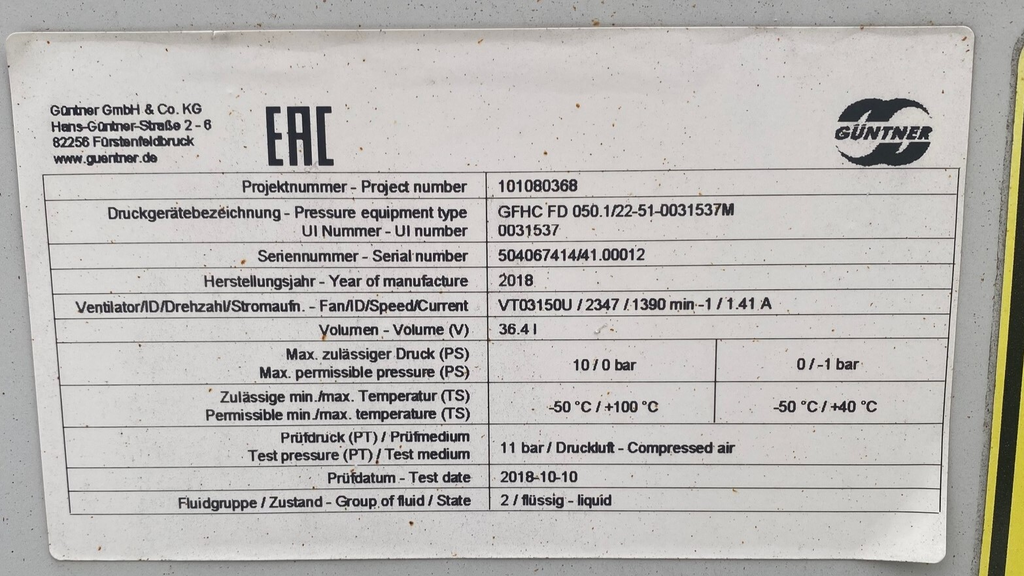 Güntner GmbH & Co. KG
Hans-Güntner-Straße 2 - 6
82256 Fürstenfeldbruck
www.guentner.de
EAC
GÜNTNER
Projektnummer - Project number 101080368
Druckgerätebezeichnung - Pressure equipment type GFHC FD 050.1/22-51-0031537M
UI Nummer - UI number 0031537
Seriennummer - Serial number 504067414/41.00012
Herstellungsjahr - Year of manufacture 2018
Ventilator/ID/Drehzahl/Stromaufn. - Fan/ID/Speed/Current VT03150U / 2347 / 1390 min-1 / 1.41 A
Volumen - Volume (V) 36.4 l
Max. zulässiger Druck (PS)
Max. permissible pressure (PS) 10 / 0 bar 0 / -1 bar
Zulässige min./max. Temperatur (TS)
Permissible min./max. temperature (TS) -50 °C / +100 °C -50 °C / +40 °C
Prüfdruck (PT) / Prüfmedium
Test pressure (PT) / Test medium 11 bar / Druckluft - Compressed air
Prüfdatum - Test date 2018-10-10
Fluidgruppe / Zustand - Group of fluid / State 2 / flüssig - liquid